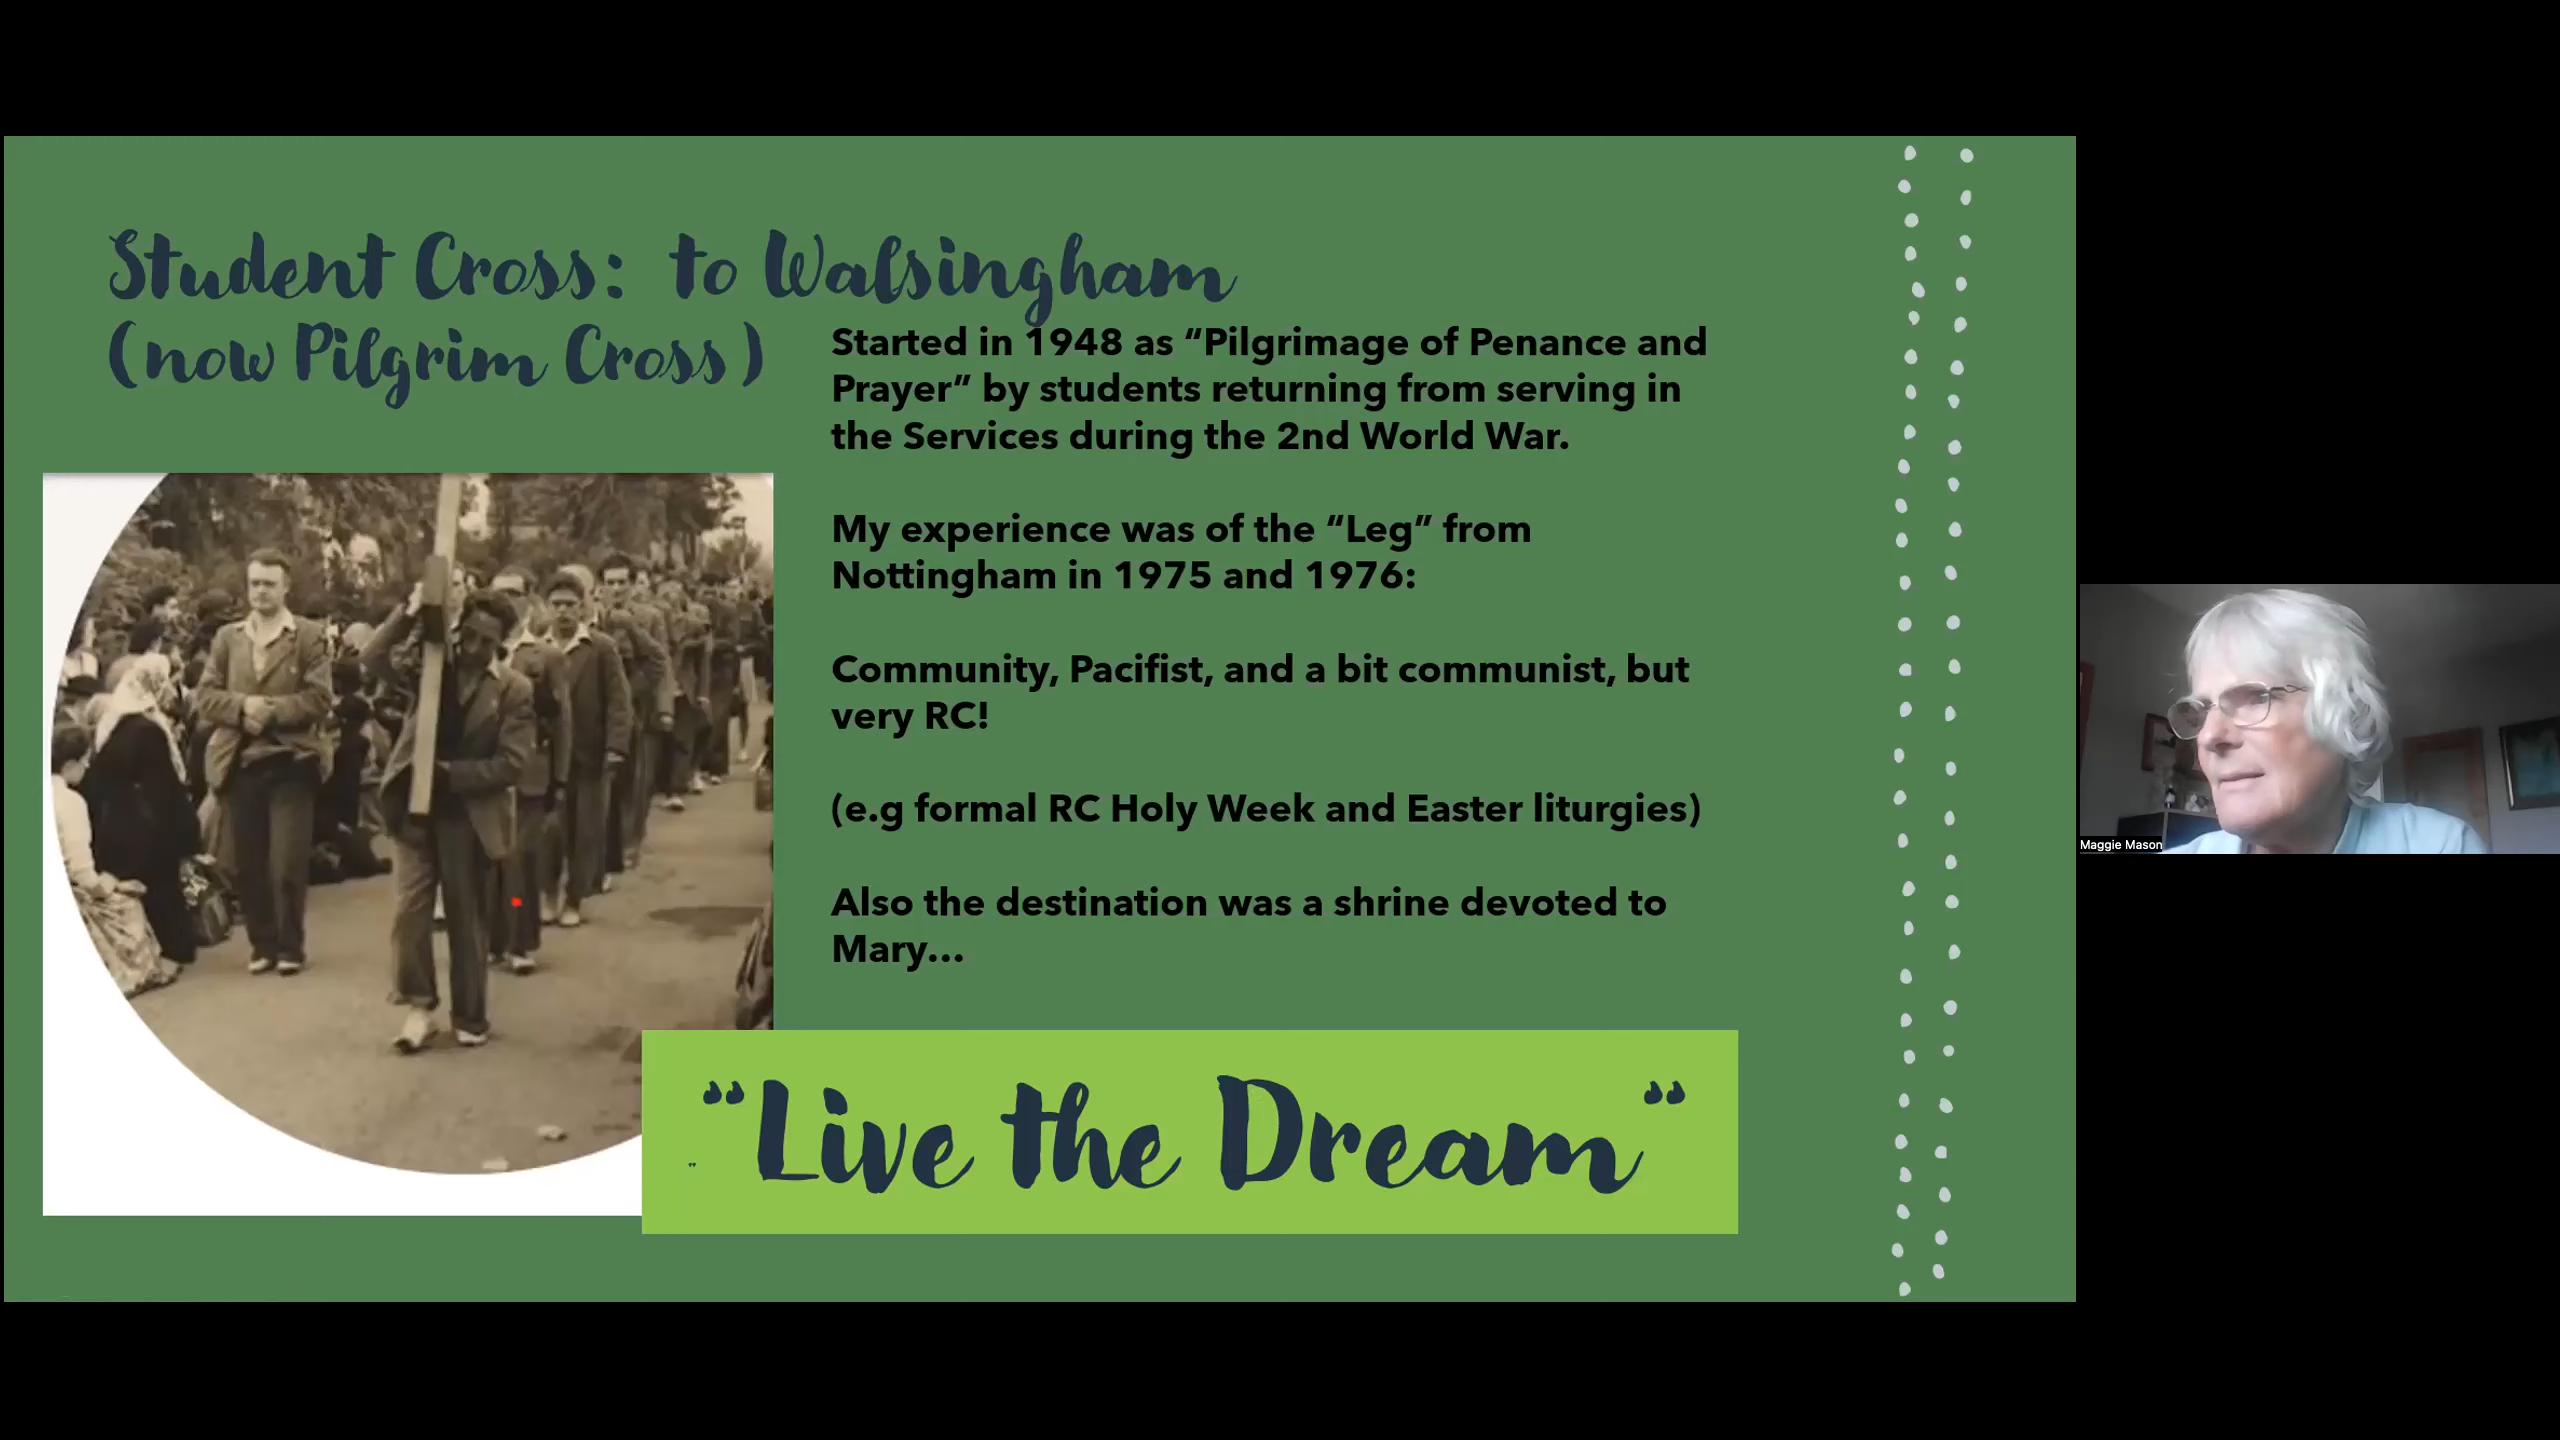 Student Cross: to Walsingham
(now Pilgrim Cross)
Started in 1948 as “Pilgrimage of Penance and
Prayer” by students returning from serving in
the Services during the 2nd World War.
My experience was of the “Leg” from
Nottingham in 1975 and 1976:
Community, Pacifist, and a bit communist, but
very RC!
(e.g formal RC Holy Week and Easter liturgies)
Also the destination was a shrine devoted to
Mary...
“Live the Dream“
Maggie Mason